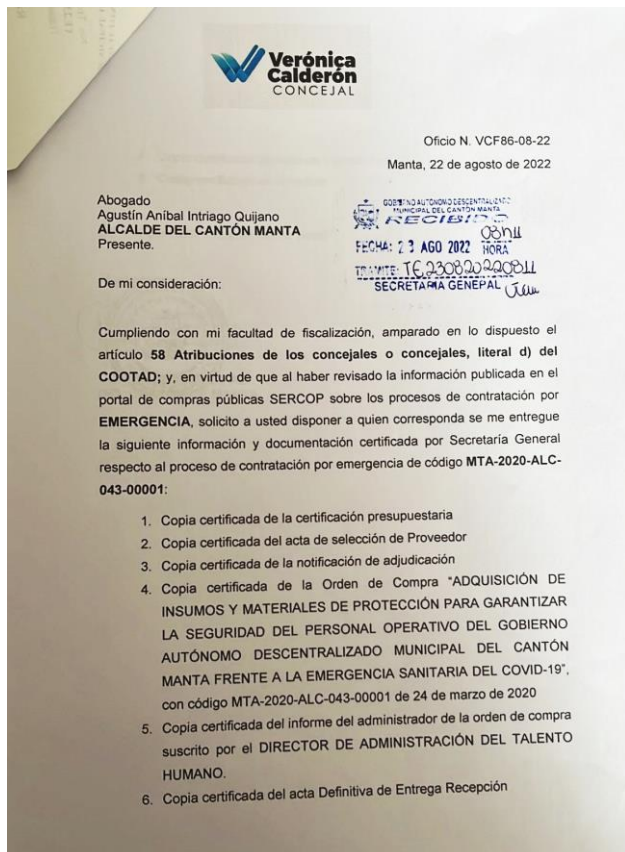 Verónica
Calderón
CONCEJAL
Oficio N. VCF86-08-22
Manta, 22 de agosto de 2022
Abogado
Agustín Aníbal Intriago Quijano
ALCALDE DEL CANTÓN MANTA
Presente.
GOBIERNO AUTONOMO DESCENTRALIZADO
MUNICIPAL DEL CANTÓN MANTA
RECIBIDO
08h11
FECHA: 23 AGO 2022 HORA
TRAMITE: TE230820220811
SECRETARIA GENERAL
De mi consideración:
Cumpliendo con mi facultad de fiscalización, amparado en lo dispuesto el
artículo 58 Atribuciones de los concejales o concejales, literal d) del
COOTAD; y, en virtud de que al haber revisado la información publicada en el
portal de compras públicas SERCOP sobre los procesos de contratación por
EMERGENCIA, solicito a usted disponer a quien corresponda se me entregue
la siguiente información y documentación certificada por Secretaría General
respecto al proceso de contratación por emergencia de código MTA-2020-ALC-
043-00001:
1. Copia certificada de la certificación presupuestaria
2. Copia certificada del acta de selección de Proveedor
3. Copia certificada de la notificación de adjudicación
4. Copia certificada de la Orden de Compra "ADQUISICIÓN DE
INSUMOS Y MATERIALES DE PROTECCIÓN PARA GARANTIZAR
LA SEGURIDAD DEL PERSONAL OPERATIVO DEL GOBIERNO
AUTÓNOMO DESCENTRALIZADO MUNICIPAL DEL CANTÓN
MANTA FRENTE A LA EMERGENCIA SANITARIA DEL COVID-19",
con código MTA-2020-ALC-043-00001 de 24 de marzo de 2020
5. Copia certificada del informe del administrador de la orden de compra
suscrito por el DIRECTOR DE ADMINISTRACIÓN DEL TALENTO
HUMANO.
6. Copia certificada del acta Definitiva de Entrega Recepción